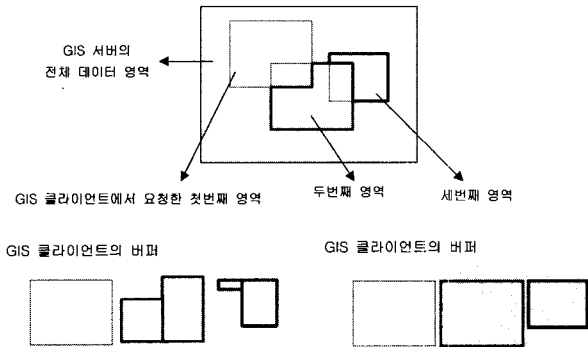 GIS 서버의
전체 데이터 영역
GIS 클라이언트에서 요청한 첫번째 영역
두번째 영역
세번째 영역
GIS 클라이언트의 버퍼
GIS 클라이언트의 버퍼